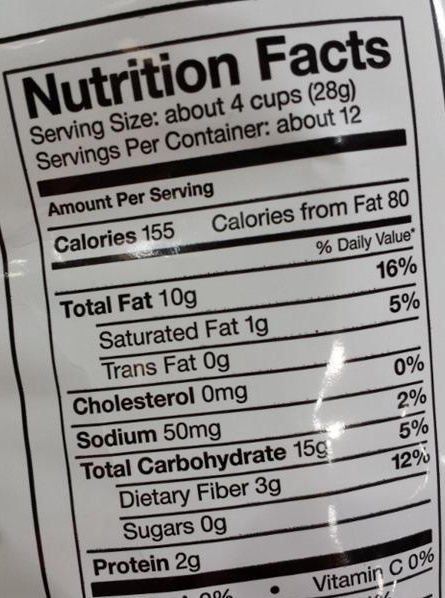 Nutrition Facts
Serving Size: about 4 cups (28g)
Servings Per Container: about 12
Amount Per Serving
Calories 155 Calories from Fat 80
% Daily Value*
Total Fat 10g 16%
Saturated Fat 1g 5%
Trans Fat 0g
Cholesterol 0mg 0%
Sodium 50mg 2%
Total Carbohydrate 15g 5%
Dietary Fiber 3g 12%
Sugars 0g
Protein 2g
• Vitamin C 0%